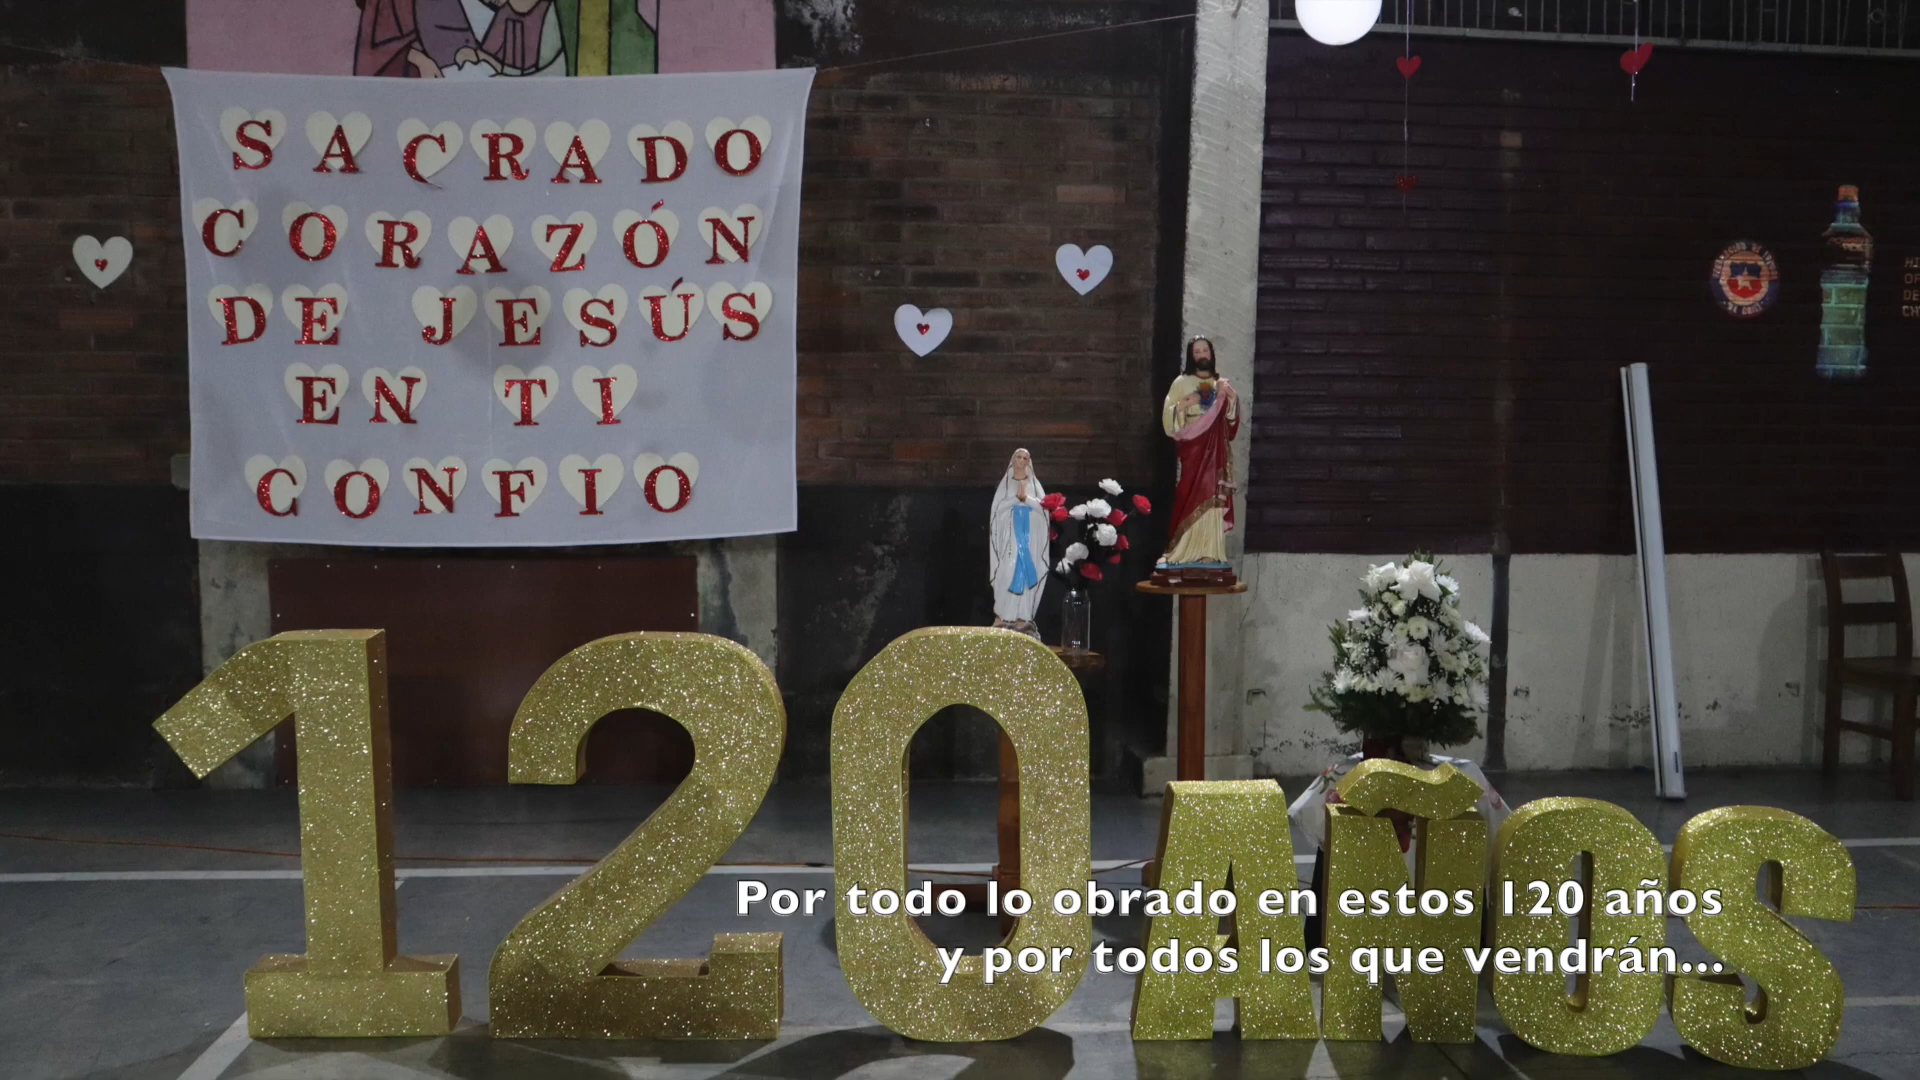 SACRADO
CORAZÓN
DE JESÚS
EN TI
CONFIO
120 AÑOS
Por todo lo obrado en estos 120 años
y por todos los que vendrán...